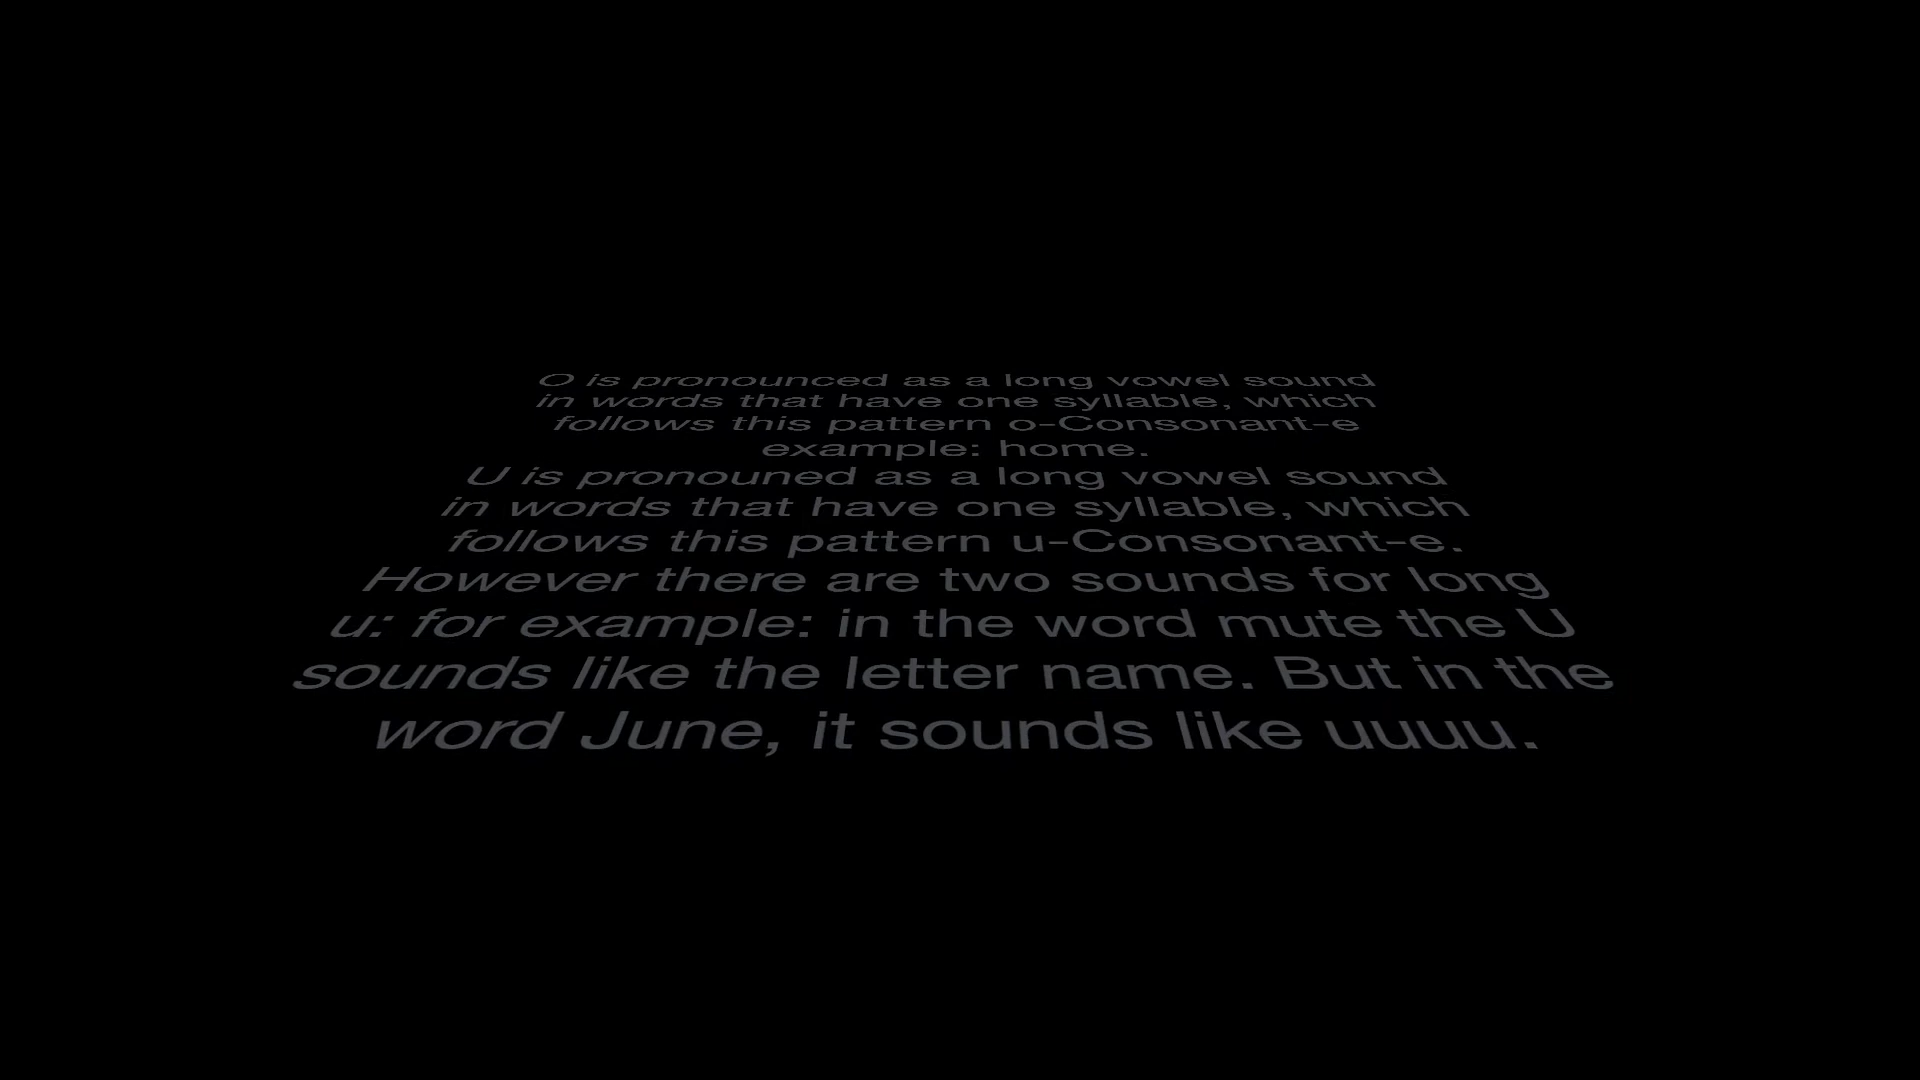 O is pronounced as a long vowel sound
in words that have one syllable, which
follows this pattern o-Consonant-e
example: home.
U is pronouned as a long vowel sound
in words that have one syllable, which
follows this pattern u-Consonant-e.
However there are two sounds for long
u: for example: in the word mute the U
sounds like the letter name. But in the
word June, it sounds like uuuu.